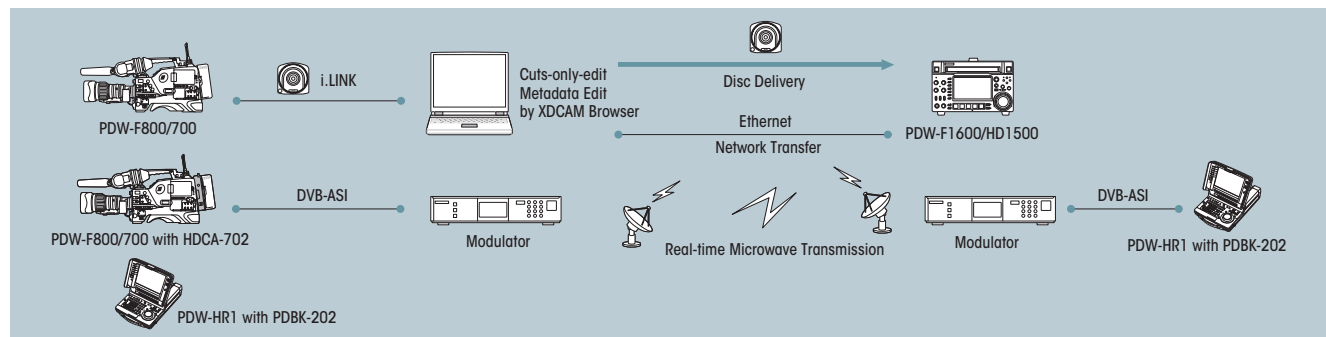 i.LINK
PDW-F800/700
Cuts-only-edit
Metadata Edit
by XDCAM Browser
Disc Delivery
Ethernet
Network Transfer
PDW-F1600/HD1500
DVB-ASI
PDW-F800/700 with HDCA-702
Modulator
Real-time Microwave Transmission
Modulator
DVB-ASI
PDW-HR1 with PDBK-202
PDW-HR1 with PDBK-202